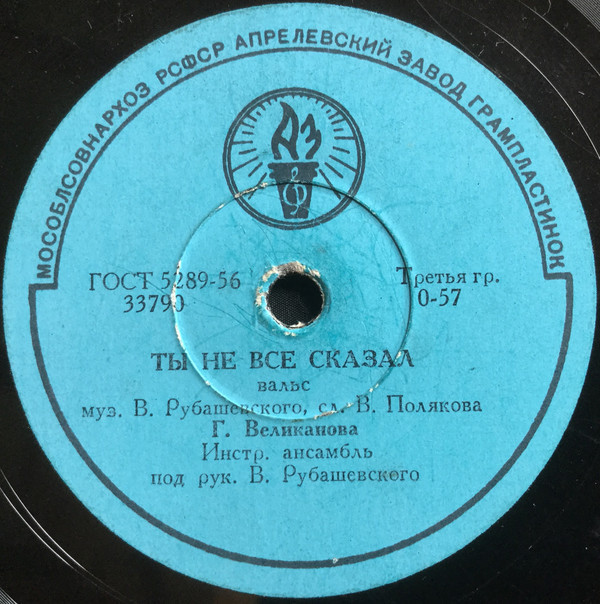 МОСОБЛСОВНАРХОЗ РСФСР АПРЕЛЕВСКИЙ ЗАВОД ГРАМПЛАСТИНОК
АЗ
ГОСТ 5289-56
33790
Третья гр.
0-57
ТЫ НЕ ВСЕ СКАЗАЛ
вальс
муз. В. Рубашевского, сл. В. Полякова
Г. Великанова
Инстр. ансамбль
под рук. В. Рубашевского